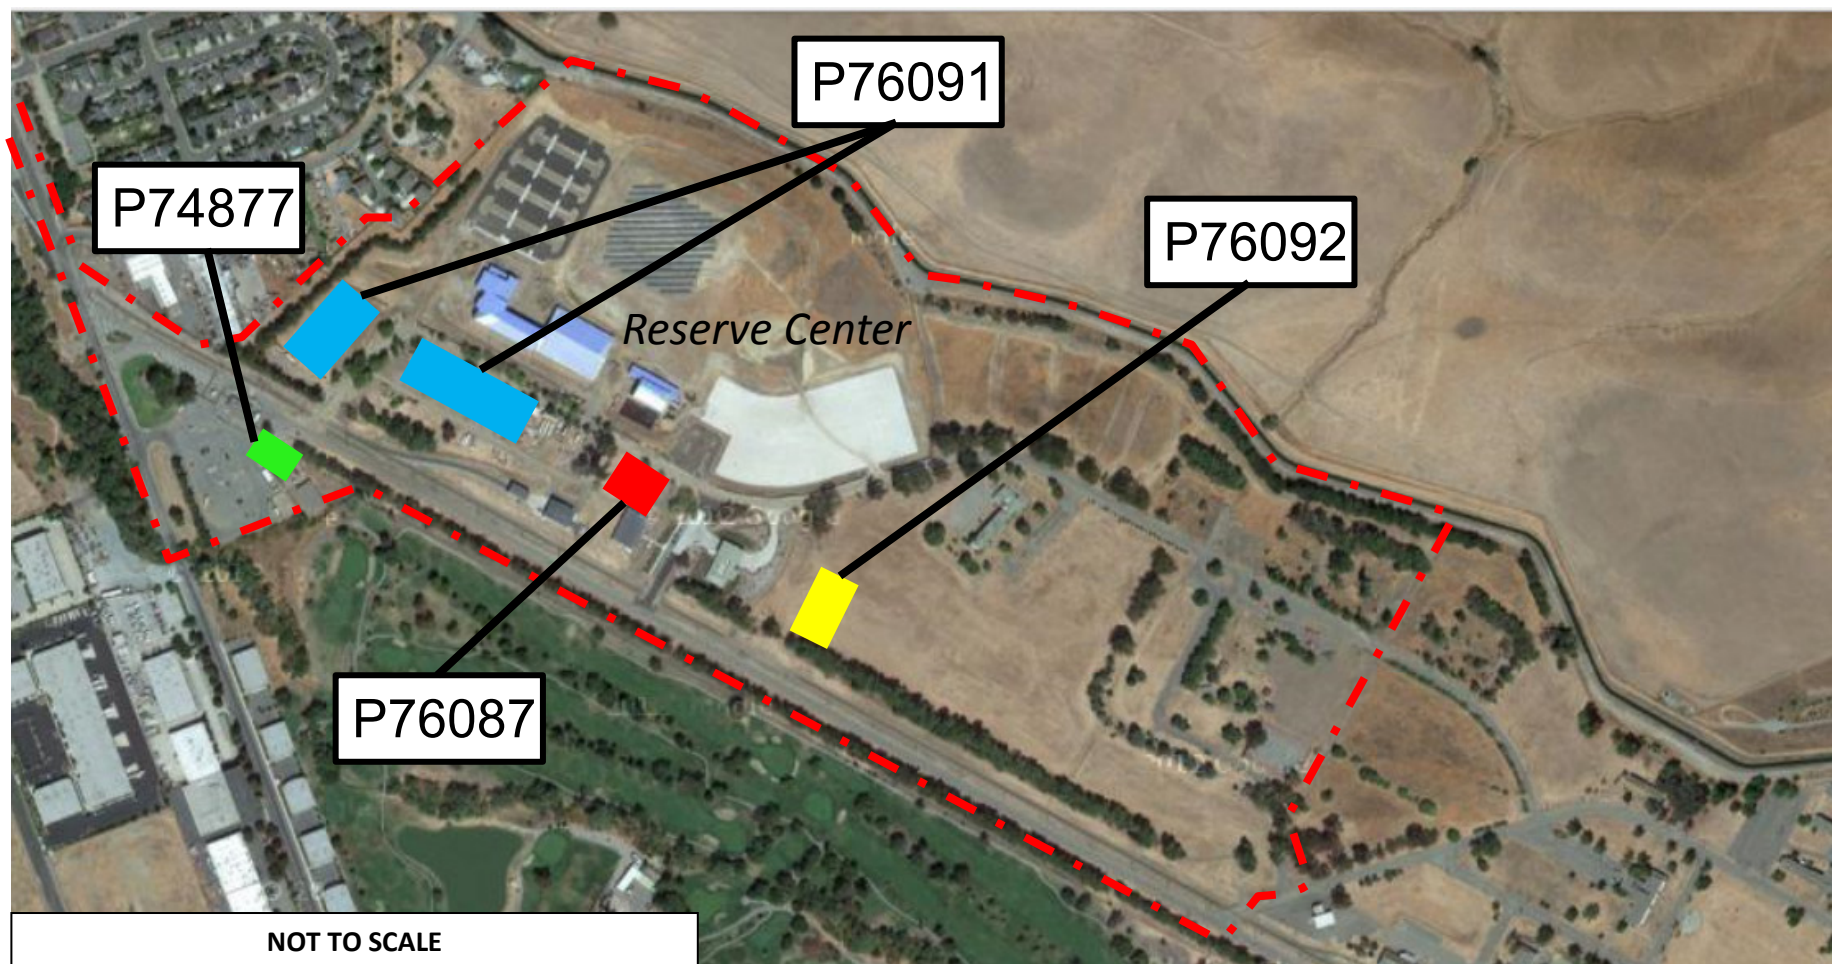 P76091
P74877
P76092
Reserve Center
P76087
NOT TO SCALE